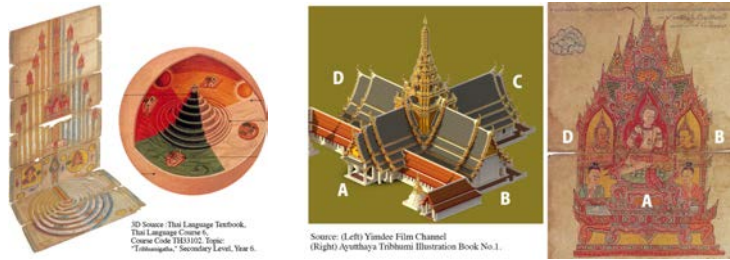 3D Source : Thai Language Textbook,
Thai Language Course 6,
Course Code TH33102. Topic:
"Tribhumigatha," Secondary Level, Year 6.
D
C
A
B
Source: (Left) Yimdee Film Channel
(Right) Ayutthaya Tribhumi Illustration Book No.1.
D
B
A